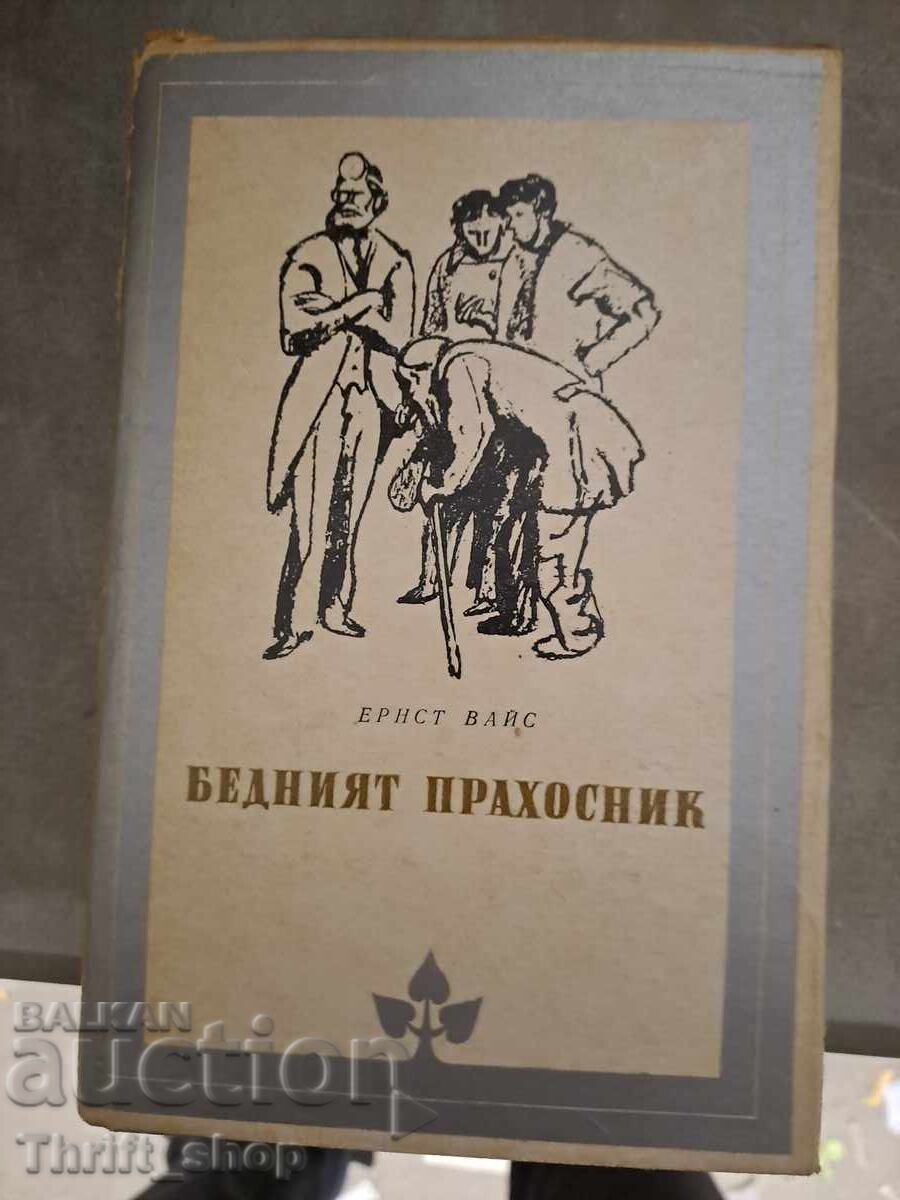 ЕРНСТ ВАЙС
БЕДНИЯТ ПРАХОСНИК
BALKAN
auction
Thrift_shop